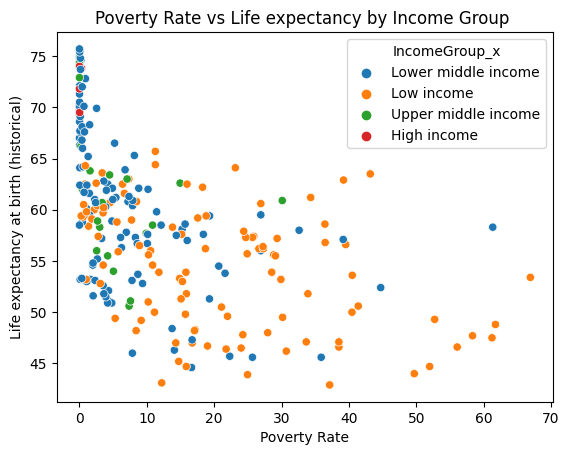 Poverty Rate vs Life expectancy by Income Group
IncomeGroup_x
Lower middle income
Low income
Upper middle income
High income
Life expectancy at birth (historical)
75
70
65
60
55
50
45
0 10 20 30 40 50 60 70
Poverty Rate